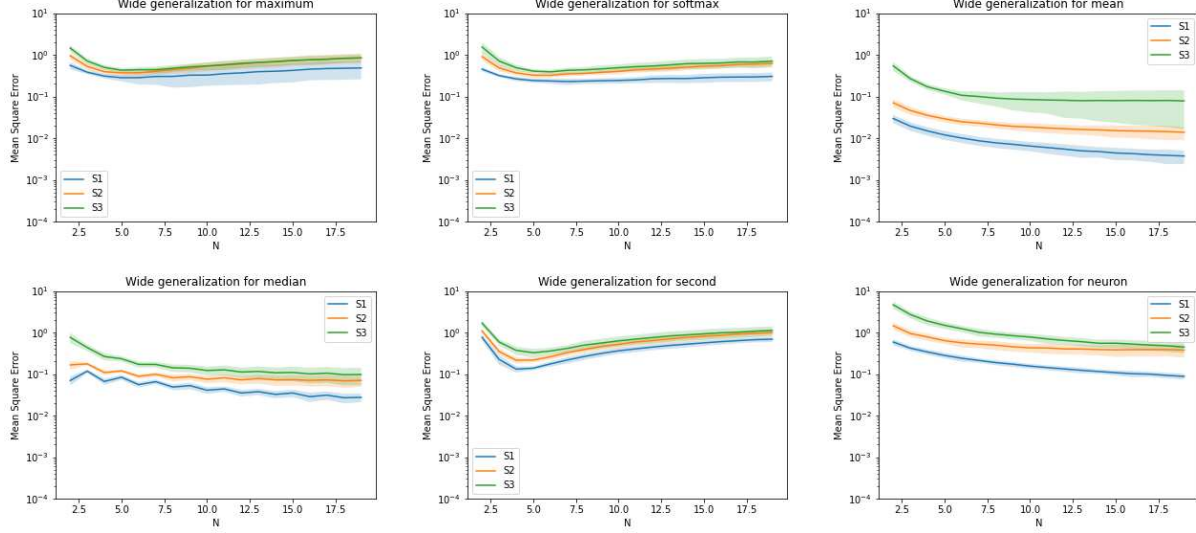 Wide generalization for maximum
Mean Square Error
10^1
10^0
10^-1
10^-2
10^-3
10^-4
S1
S2
S3
2.5 5.0 7.5 10.0 12.5 15.0 17.5
N
Wide generalization for softmax
Mean Square Error
10^1
10^0
10^-1
10^-2
10^-3
10^-4
S1
S2
S3
2.5 5.0 7.5 10.0 12.5 15.0 17.5
N
Wide generalization for mean
Mean Square Error
10^1
10^0
10^-1
10^-2
10^-3
10^-4
S1
S2
S3
2.5 5.0 7.5 10.0 12.5 15.0 17.5
N
Wide generalization for median
Mean Square Error
10^1
10^0
10^-1
10^-2
10^-3
10^-4
S1
S2
S3
2.5 5.0 7.5 10.0 12.5 15.0 17.5
N
Wide generalization for second
Mean Square Error
10^1
10^0
10^-1
10^-2
10^-3
10^-4
S1
S2
S3
2.5 5.0 7.5 10.0 12.5 15.0 17.5
N
Wide generalization for neuron
Mean Square Error
10^1
10^0
10^-1
10^-2
10^-3
10^-4
S1
S2
S3
2.5 5.0 7.5 10.0 12.5 15.0 17.5
N